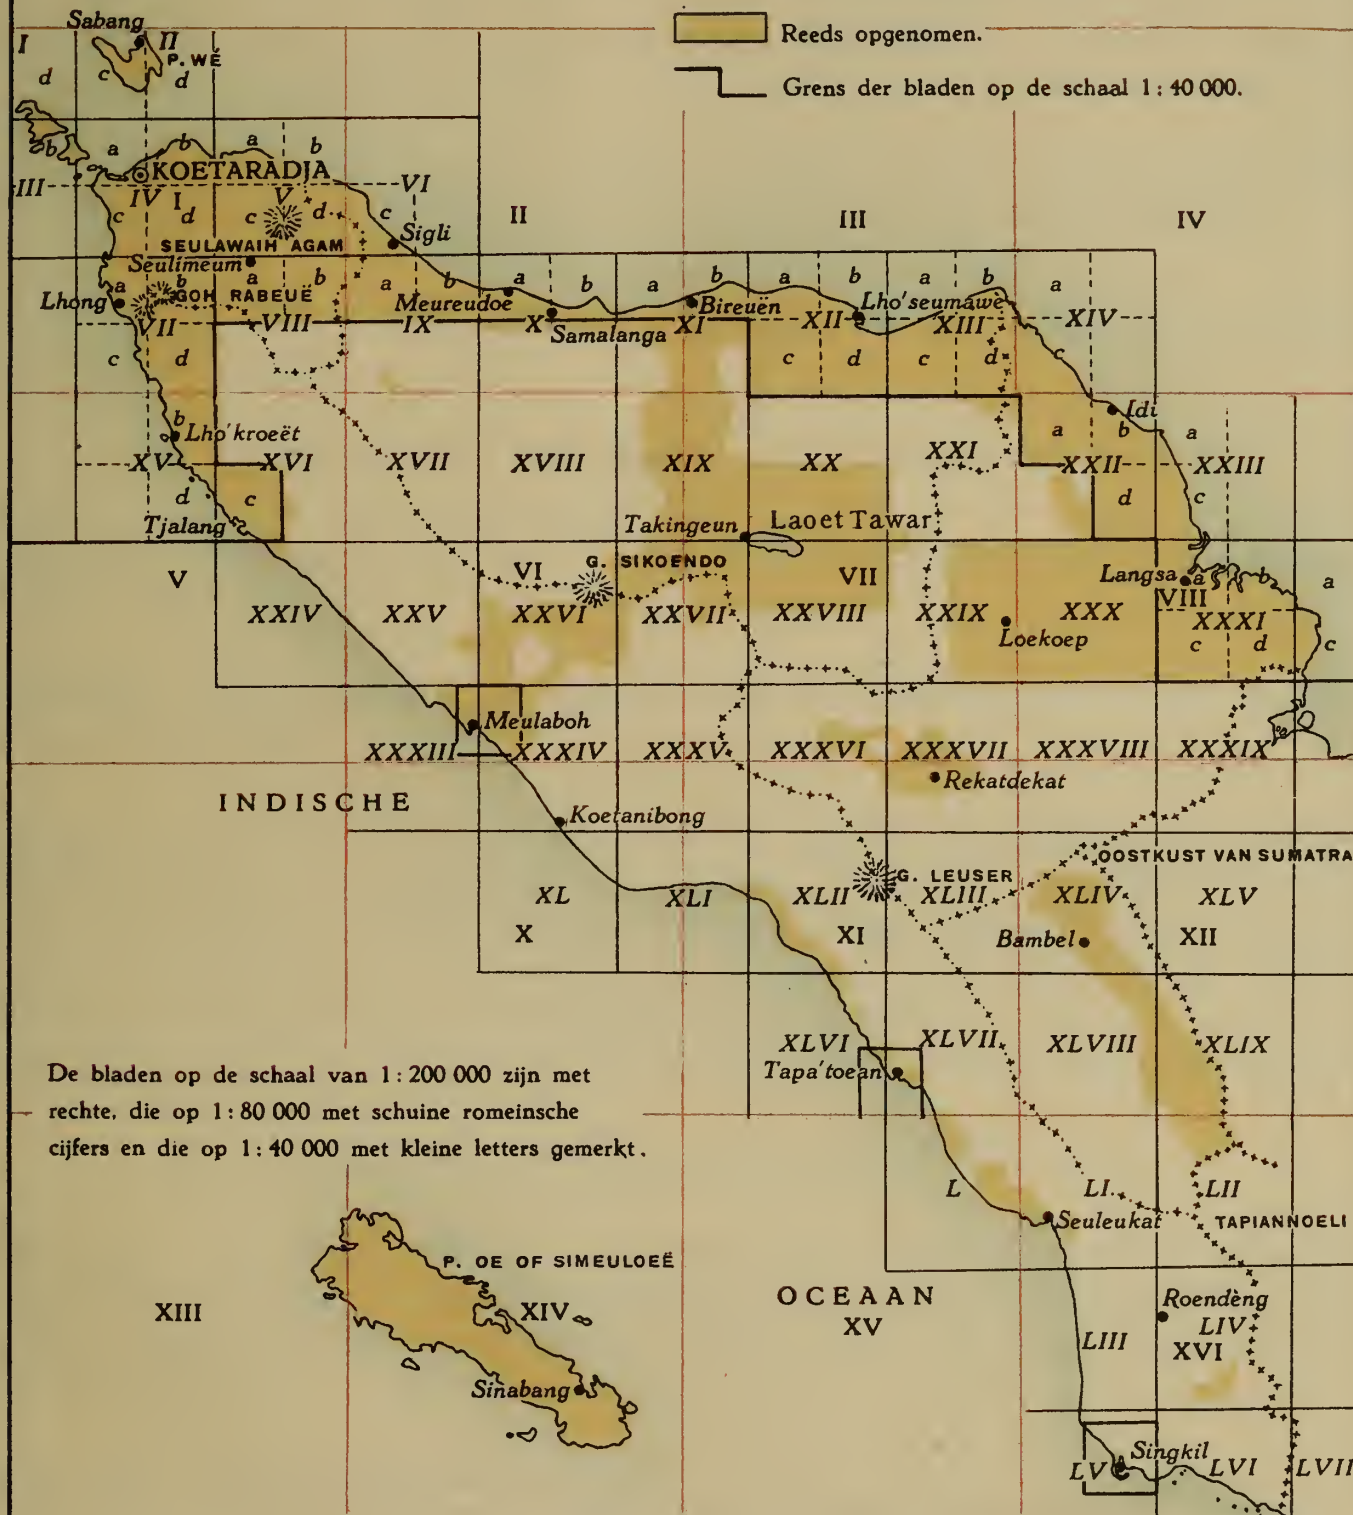 Reeds opgenomen.
Grens der bladen op de schaal 1 : 40 000.
Sabang
I
II
P. WÉ
d
c
d
b
a
b
a
b
KOETARADJA
III
IV
I
V
VI
c
d
c
d
c
II
III
IV
Sigli
SEULAWAIH AGAM
Seulimeum
a
b
a
b
a
b
a
b
a
b
a
b
a
b
a
Lhong
GOH RABEUË
Meureudoe
Bireuën
Lho'seumawè
VII
VIII
IX
X
Samalanga
XI
XII
XIII
XIV
c
d
c
d
c
d
c
b
Lho'kroeët
Idi
a
b
a
XV
XVI
XVII
XVIII
XIX
XX
XXI
XXII
XXIII
d
c
d
c
Tjalang
Takingeun
Laoet Tawar
V
VI
G. SIKOENDO
VII
Langsa
a
b
a
VIII
XXIV
XXV
XXVI
XXVII
XXVIII
XXIX
XXX
XXXI
Loekoep
c
d
c
Meulaboh
XXXIII
XXXIV
XXXV
XXXVI
XXXVII
XXXVIII
XXXIX
Rekatdekat
INDISCHE
Koetanibong
OOSTKUST VAN SUMATRA
G. LEUSER
XL
XLI
XLII
XLIII
XLIV
XLV
X
XI
Bambel
XII
XLVI
XLVII
XLVIII
XLIX
Tapa'toean
De bladen op de schaal van 1 : 200 000 zijn met
rechte, die op 1 : 80 000 met schuine romeinsche
cijfers en die op 1 : 40 000 met kleine letters gemerkt.
L
LI
LII
Seuleukat
TAPIANNOELI
P. OE OF SIMEULOEË
XIII
XIV
OCEAAN
XV
Roendèng
LIV
LIII
XVI
Sinabang
Singkil
LV
LVI
LVII